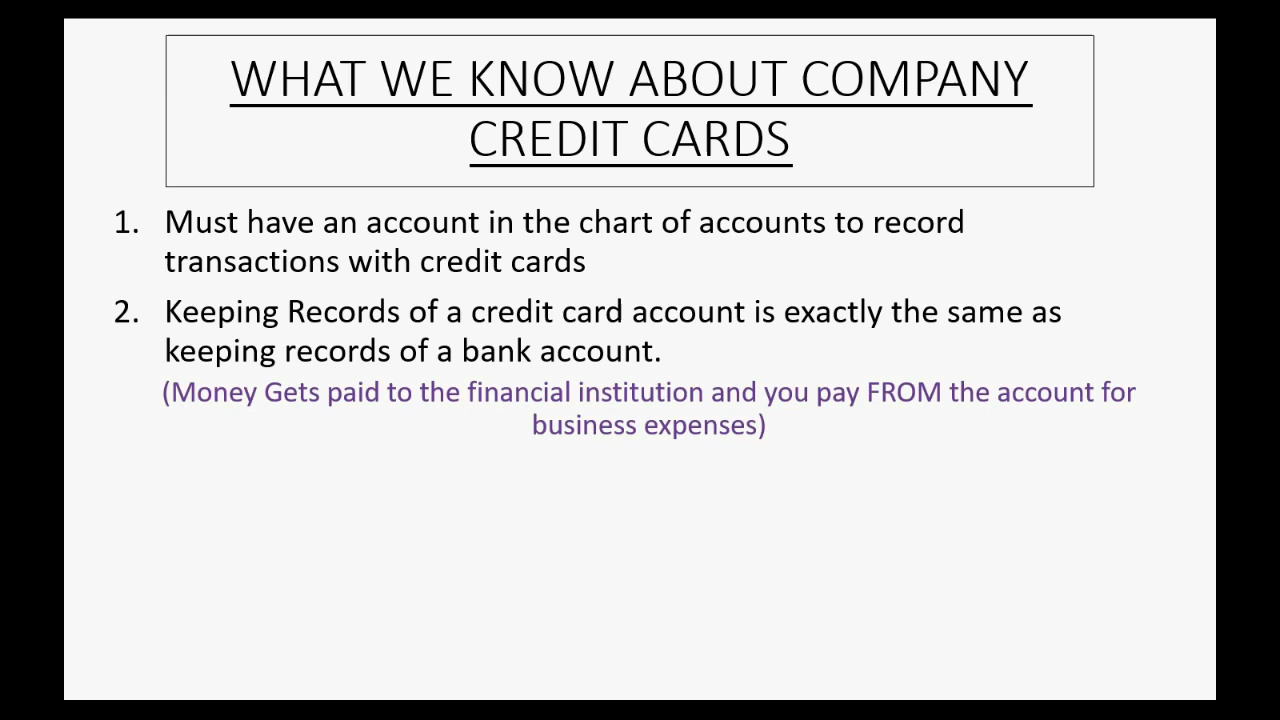 WHAT WE KNOW ABOUT COMPANY
CREDIT CARDS
1. Must have an account in the chart of accounts to record
transactions with credit cards
2. Keeping Records of a credit card account is exactly the same as
keeping records of a bank account.
(Money Gets paid to the financial institution and you pay FROM the account for
business expenses)